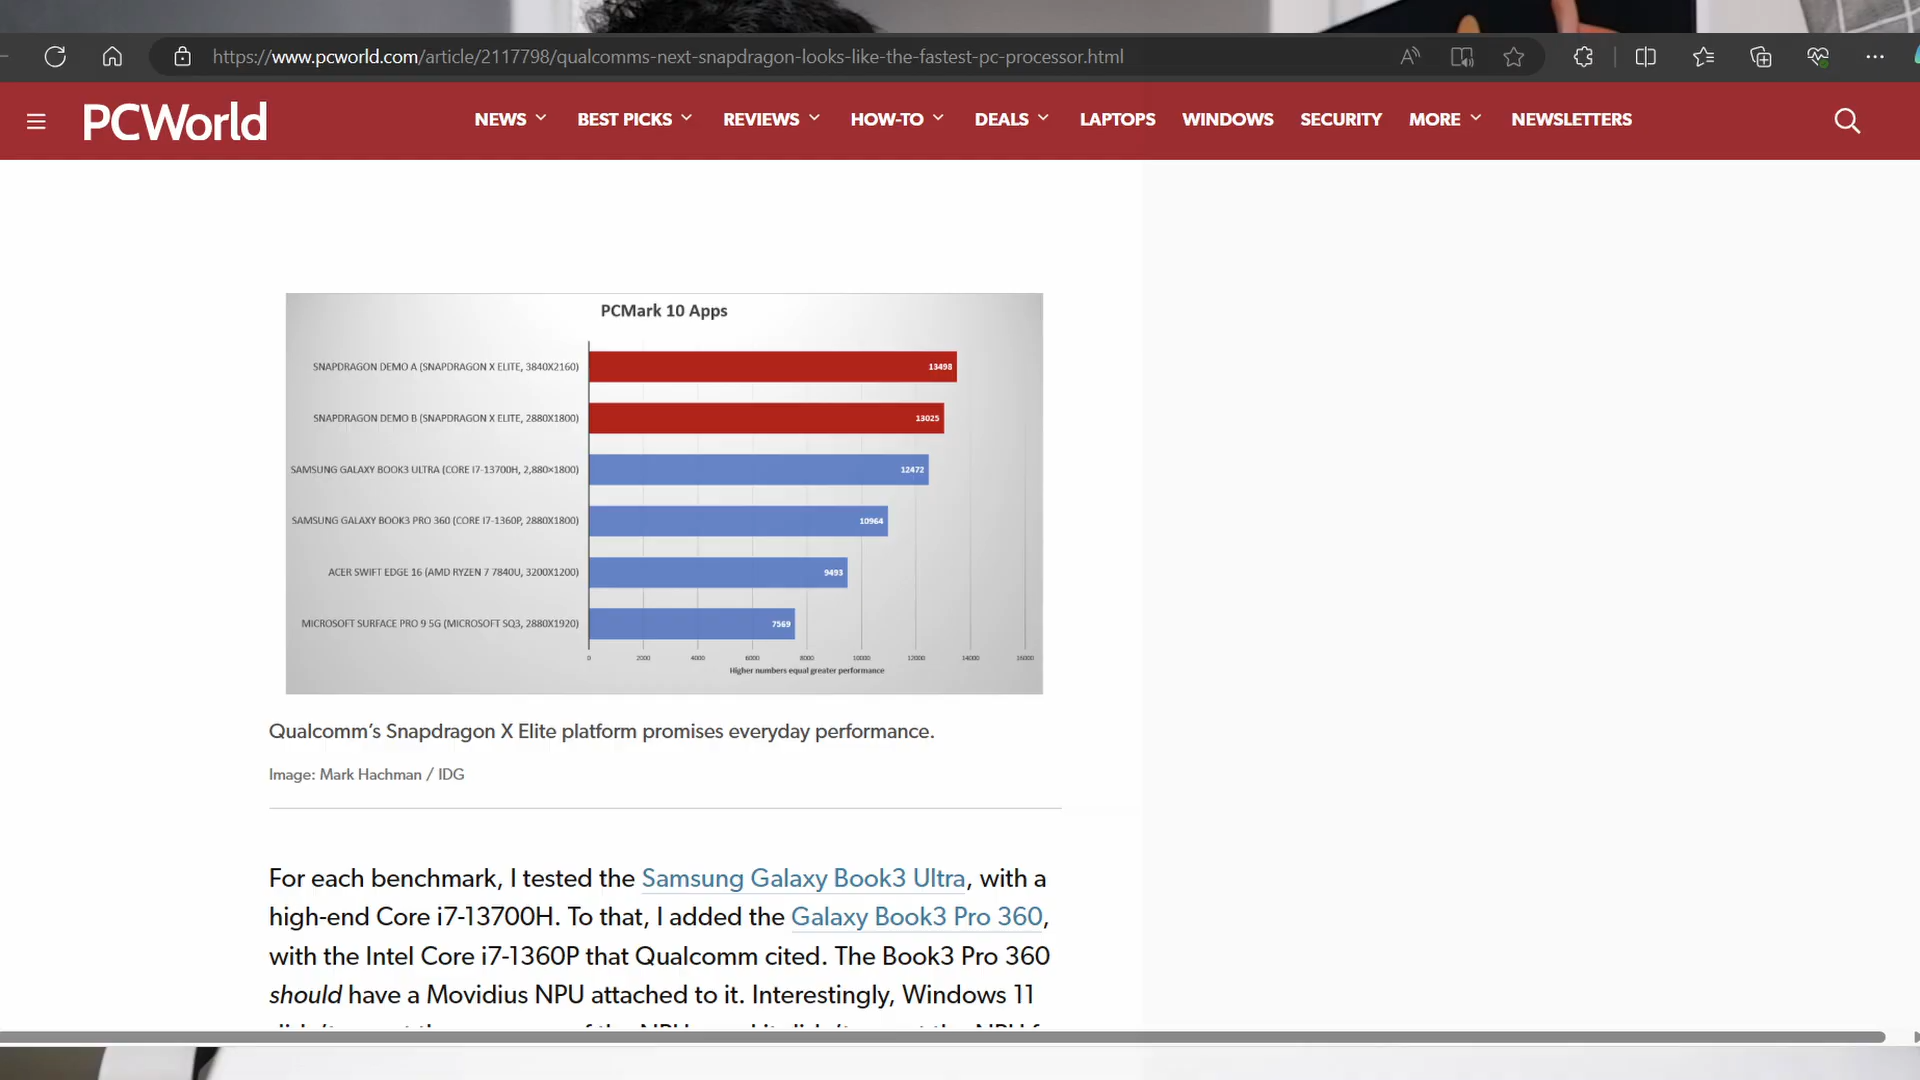 https://www.pcworld.com/article/2117798/qualcomms-next-snapdragon-looks-like-the-fastest-pc-processor.html
PCWorld
NEWS BEST PICKS REVIEWS HOW-TO DEALS LAPTOPS WINDOWS SECURITY MORE NEWSLETTERS
PCMark 10 Apps
SNAPDRAGON DEMO A (SNAPDRAGON X ELITE, 3840X2160) 13498
SNAPDRAGON DEMO B (SNAPDRAGON X ELITE, 2880X1800) 13025
SAMSUNG GALAXY BOOK3 ULTRA (CORE I7-13700H, 2,880×1800) 12472
SAMSUNG GALAXY BOOK3 PRO 360 (CORE I7-1360P, 2880X1800) 10964
ACER SWIFT EDGE 16 (AMD RYZEN 7 7840U, 3200X1200) 9493
MICROSOFT SURFACE PRO 9 5G (MICROSOFT SQ3, 2880X1920) 7569
0 2000 4000 6000 8000 10000 12000 14000 16000
Higher numbers equal greater performance
Qualcomm’s Snapdragon X Elite platform promises everyday performance.
Image: Mark Hachman / IDG
For each benchmark, I tested the Samsung Galaxy Book3 Ultra, with a
high-end Core i7-13700H. To that, I added the Galaxy Book3 Pro 360,
with the Intel Core i7-1360P that Qualcomm cited. The Book3 Pro 360
should have a Movidius NPU attached to it. Interestingly, Windows 11